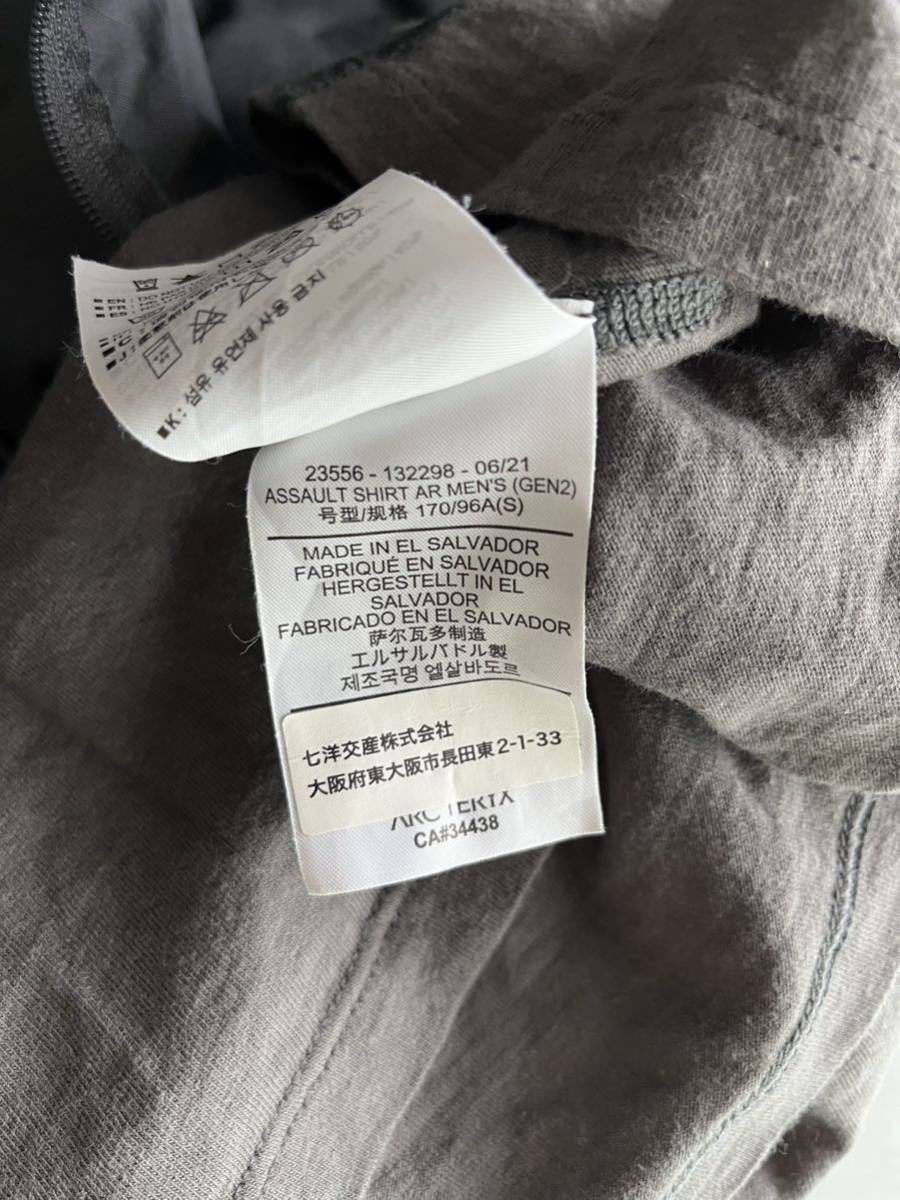 ■K: 섬유 유연제 사용 금지
23556 - 132298 - 06/21
ASSAULT SHIRT AR MEN'S (GEN2)
号型/规格 170/96A(S)
MADE IN EL SALVADOR
FABRIQUÉ EN SALVADOR
HERGESTELLT IN EL
SALVADOR
FABRICADO EN EL SALVADOR
萨尔瓦多制造
エルサルバドル製
제조국명 엘살바도르
七洋交産株式会社
大阪府東大阪市長田東2-1-33
ARC'TERYX
CA#34438